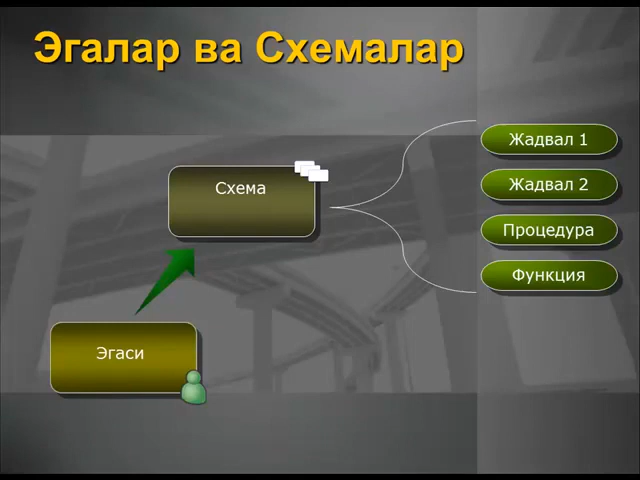 Эгалар ва Схемалар
Схема
Эгаси
Жадвал 1
Жадвал 2
Процедура
Функция